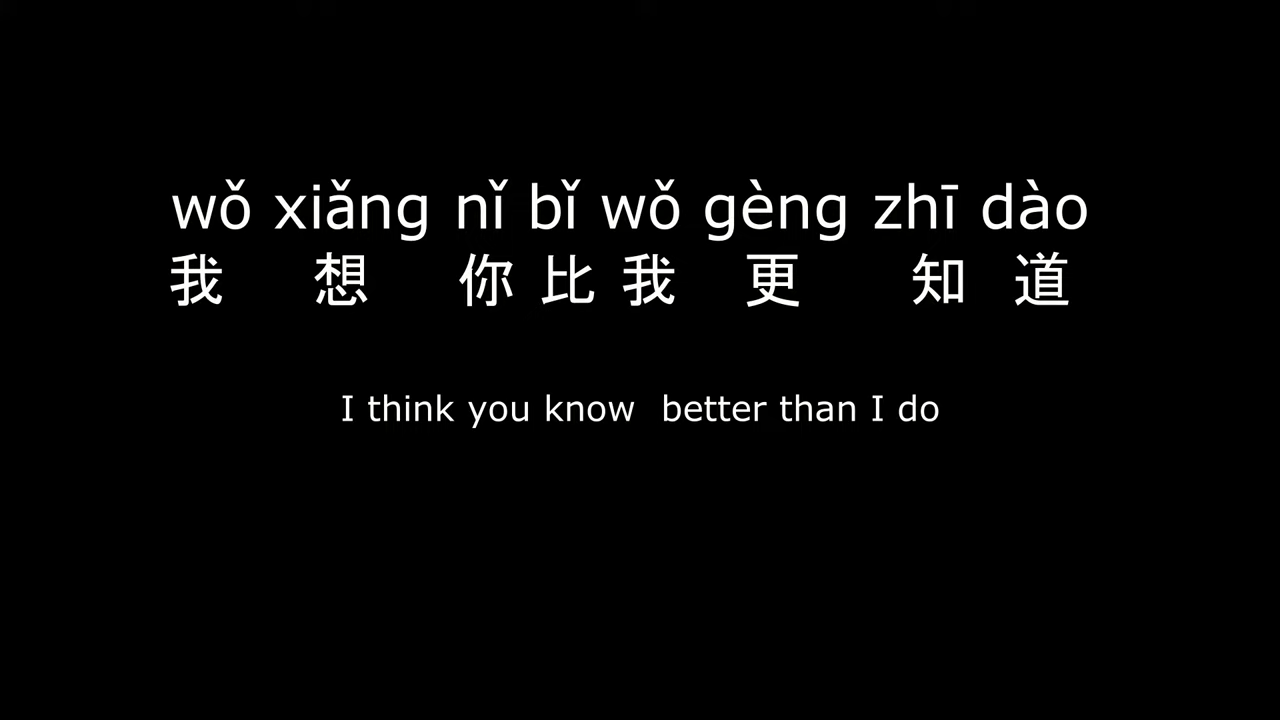 wǒ xiǎng nǐ bǐ wǒ gèng zhī dào
我 想 你 比 我 更 知 道
I think you know  better than I do